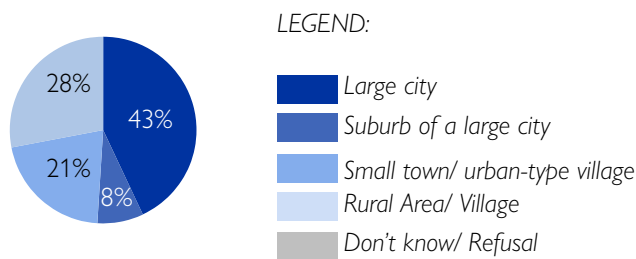 LEGEND:
28%
43%
21%
8%
Large city
Suburb of a large city
Small town/ urban-type village
Rural Area/ Village
Don't know/ Refusal